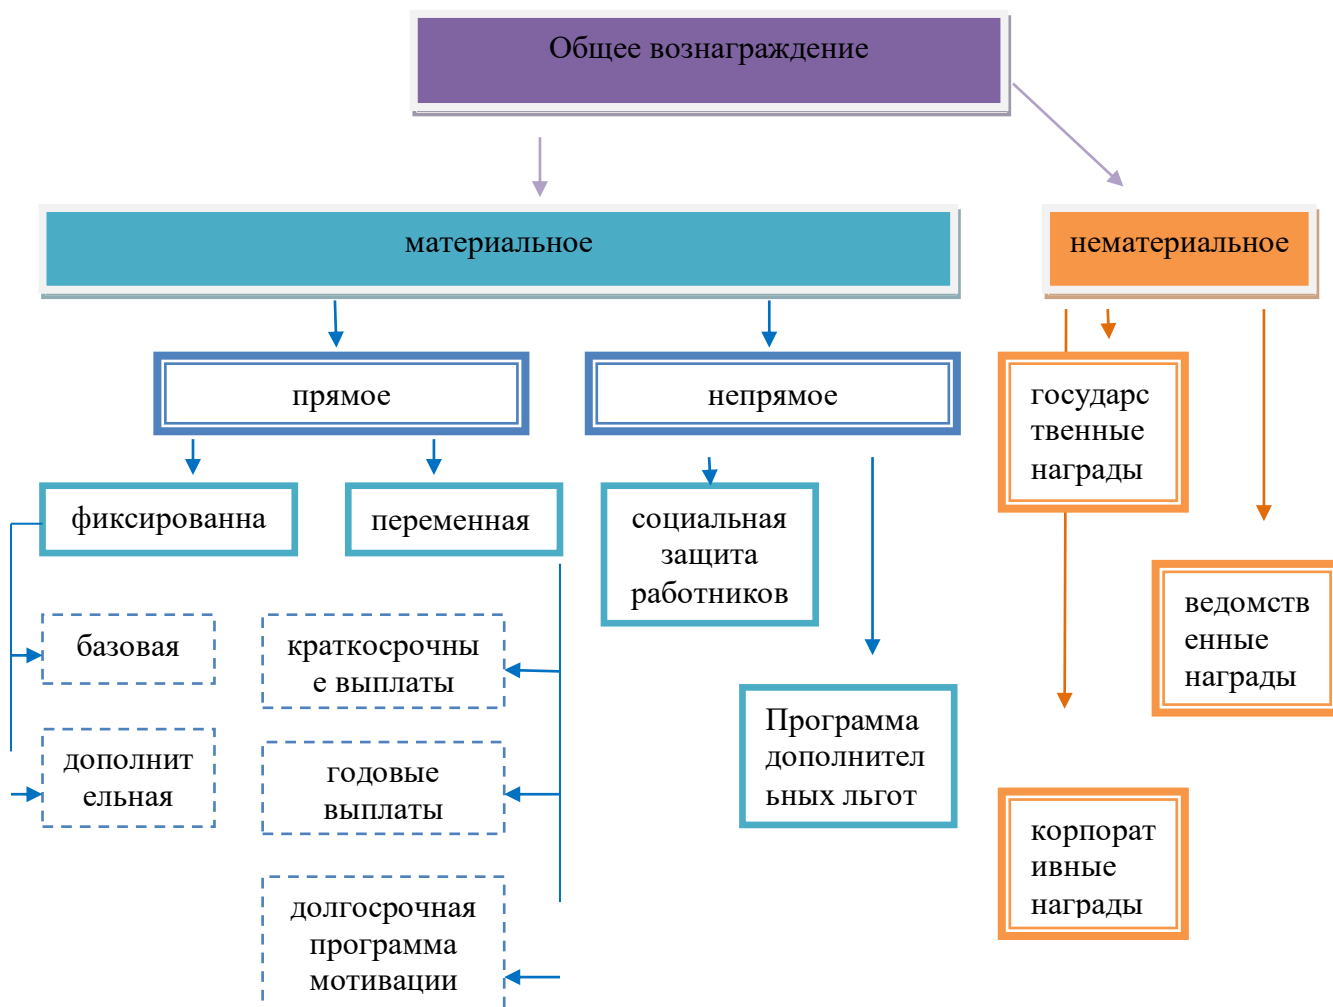 Общее вознаграждение
материальное
нематериальное
прямое
непрямое
государс
твенные
награды
фиксированна
переменная
социальная
защита
работников
ведомств
енные
награды
базовая
краткосрочны
е выплаты
Программа
дополнител
ьных льгот
дополнит
ельная
годовые
выплаты
корпорат
ивные
награды
долгосрочная
программа
мотивации